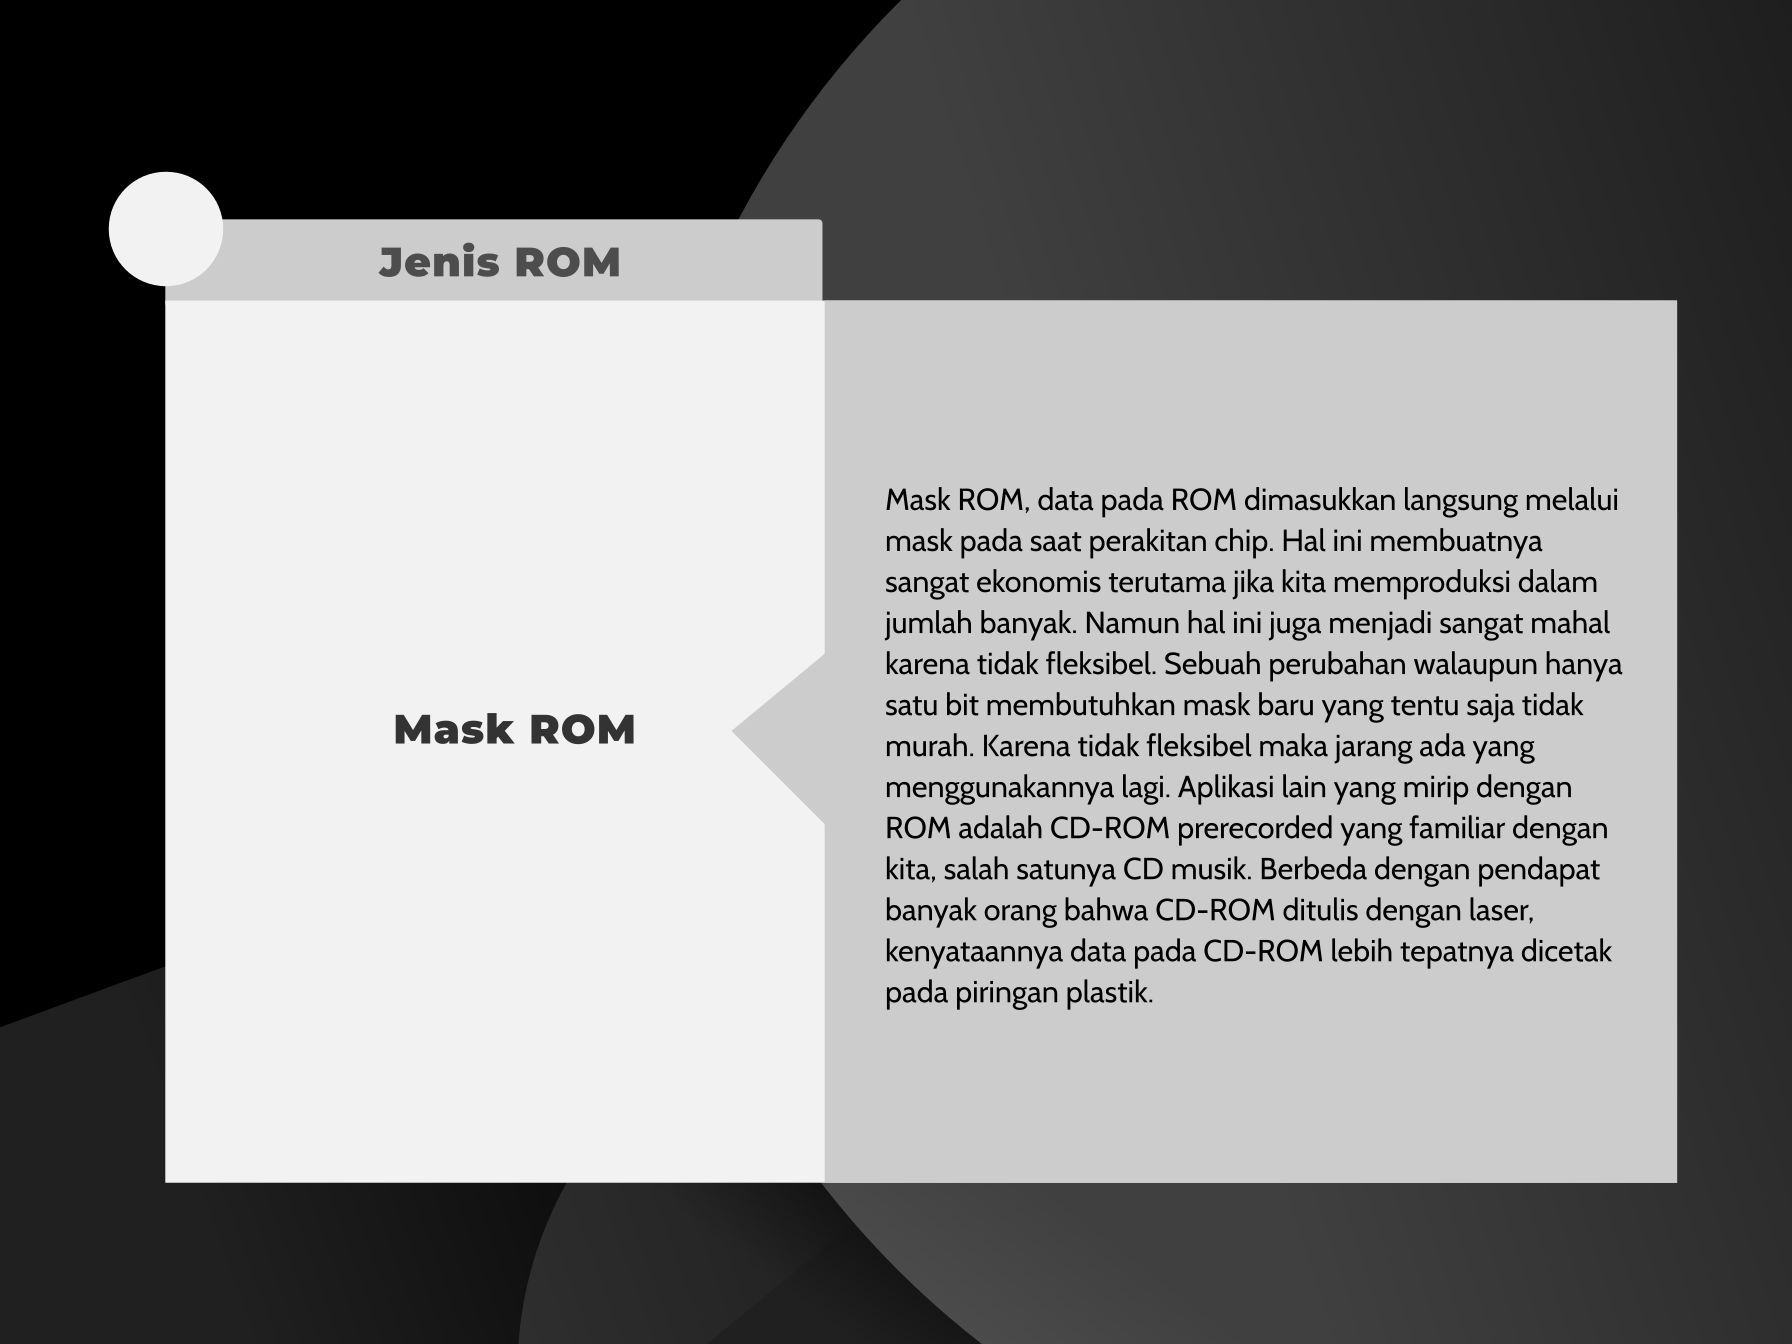 Jenis ROM
Mask ROM
Mask ROM, data pada ROM dimasukkan langsung melalui
mask pada saat perakitan chip. Hal ini membuatnya
sangat ekonomis terutama jika kita memproduksi dalam
jumlah banyak. Namun hal ini juga menjadi sangat mahal
karena tidak fleksibel. Sebuah perubahan walaupun hanya
satu bit membutuhkan mask baru yang tentu saja tidak
murah. Karena tidak fleksibel maka jarang ada yang
menggunakannya lagi. Aplikasi lain yang mirip dengan
ROM adalah CD-ROM prerecorded yang familiar dengan
kita, salah satunya CD musik. Berbeda dengan pendapat
banyak orang bahwa CD-ROM ditulis dengan laser,
kenyataannya data pada CD-ROM lebih tepatnya dicetak
pada piringan plastik.